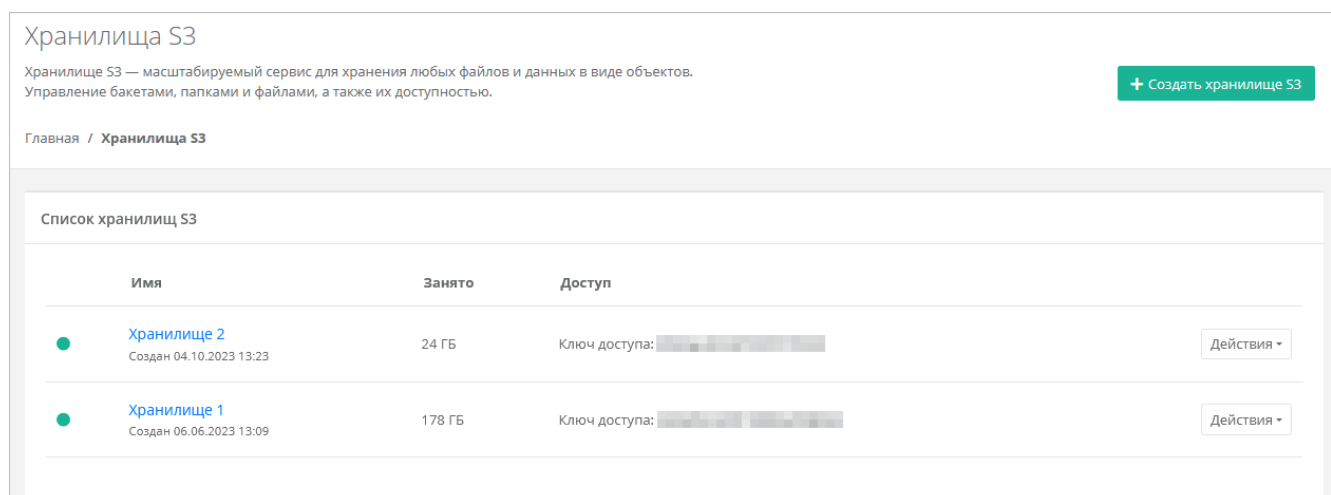 Хранилища S3
Хранилище S3 — масштабируемый сервис для хранения любых файлов и данных в виде объектов.
Управление бакетами, папками и файлами, а также их доступностью.
+ Создать хранилище S3
Главная / Хранилища S3
Список хранилищ S3
Имя Занято Доступ
Хранилище 2
Создан 04.10.2023 13:23
24 ГБ
Ключ доступа:
Действия
Хранилище 1
Создан 06.06.2023 13:09
178 ГБ
Ключ доступа:
Действия